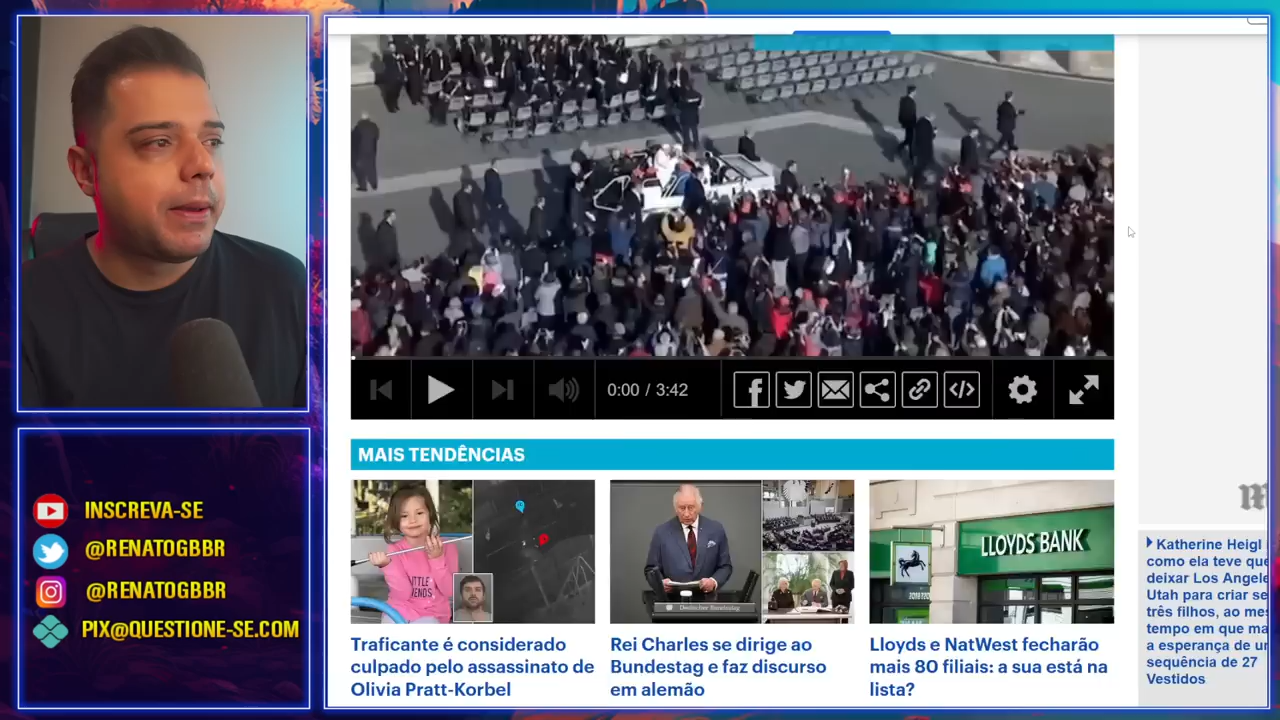 0:00 / 3:42
MAIS TENDÊNCIAS
LITTLE
LLOYDS BANK
Deutscher Bundestag
Traficante é considerado
culpado pelo assassinato de
Olivia Pratt-Korbel
Rei Charles se dirige ao
Bundestag e faz discurso
em alemão
Lloyds e NatWest fecharão
mais 80 filiais: a sua está na
lista?
Katherine Heigl
como ela teve que
deixar Los Angele
Utah para criar se
três filhos, ao mes
tempo em que ma
a esperança de un
sequência de 27
Vestidos
INSCREVA-SE
@RENATOGBBR
@RENATOGBBR
PIX@QUESTIONE-SE.COM